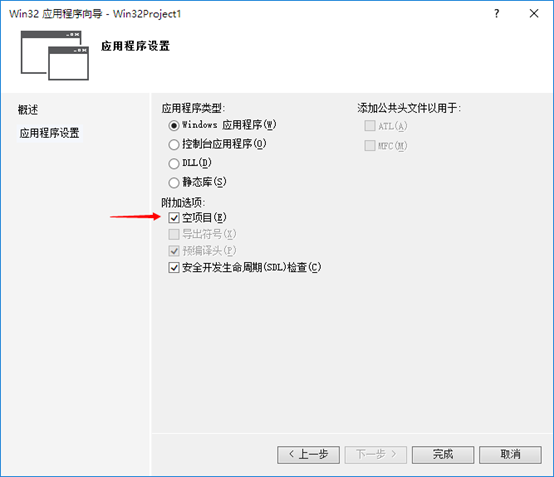 Win32 应用程序向导 - Win32Project1
应用程序设置
概述
应用程序设置
应用程序类型:
Windows 应用程序(W)
控制台应用程序(O)
DLL(D)
静态库(S)
附加选项:
空项目(E)
导出符号(X)
预编译头(P)
安全开发生命周期(SDL)检查(C)
添加公共头文件以用于:
ATL(A)
MFC(M)
< 上一步
下一步 >
完成
取消